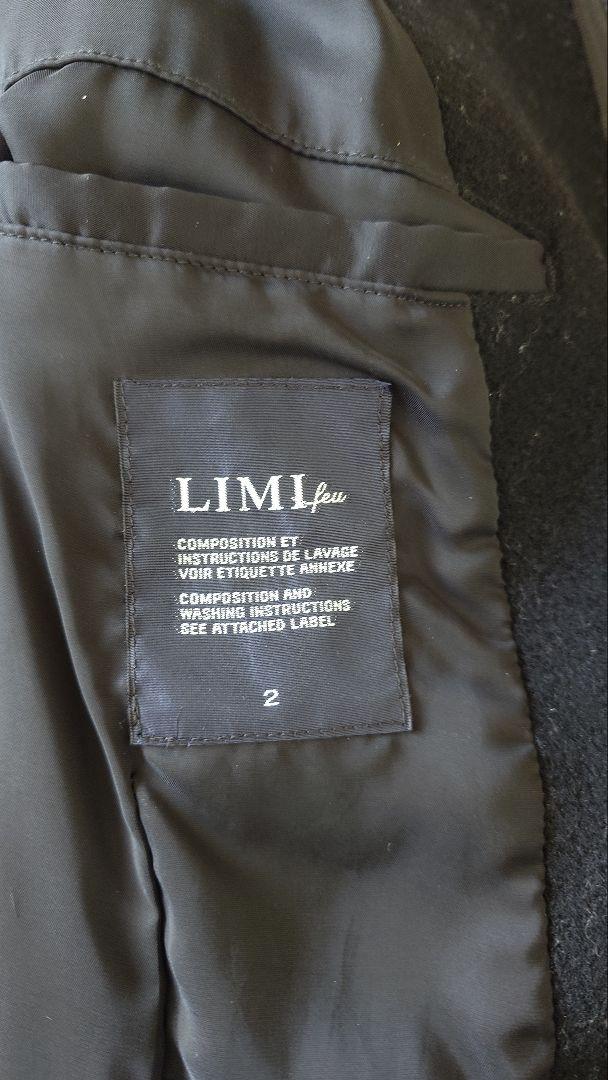 LIMI feu
COMPOSITION ET
INSTRUCTIONS DE LAVAGE
VOIR ETIQUETTE ANNEXE
COMPOSITION AND
WASHING INSTRUCTIONS
SEE ATTACHED LABEL
2